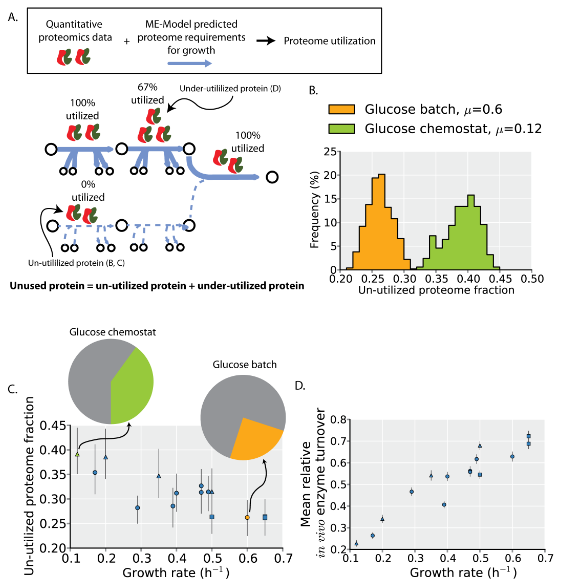 A.
Quantitative
proteomics data
+
ME-Model predicted
proteome requirements
for growth
Proteome utilization
100%
utilized
67%
utilized
Under-utililized protein (D)
100%
utilized
0%
utilized
Un-utililized protein (B, C)
Unused protein = un-utilized protein + under-utilized protein
B.
Glucose batch, μ=0.6
Glucose chemostat, μ=0.12
Frequency (%)
25
20
15
10
5
0
0.20 0.25 0.30 0.35 0.40 0.45 0.50
Un-utilized proteome fraction
Glucose chemostat
Glucose batch
C.
Un-utilized proteome fraction
0.45
0.40
0.35
0.30
0.25
0.20
0.1 0.2 0.3 0.4 0.5 0.6 0.7
Growth rate (h⁻¹)
D.
Mean relative
in vivo enzyme turnover
0.8
0.7
0.6
0.5
0.4
0.3
0.2
0.1 0.2 0.3 0.4 0.5 0.6 0.7
Growth rate (h⁻¹)